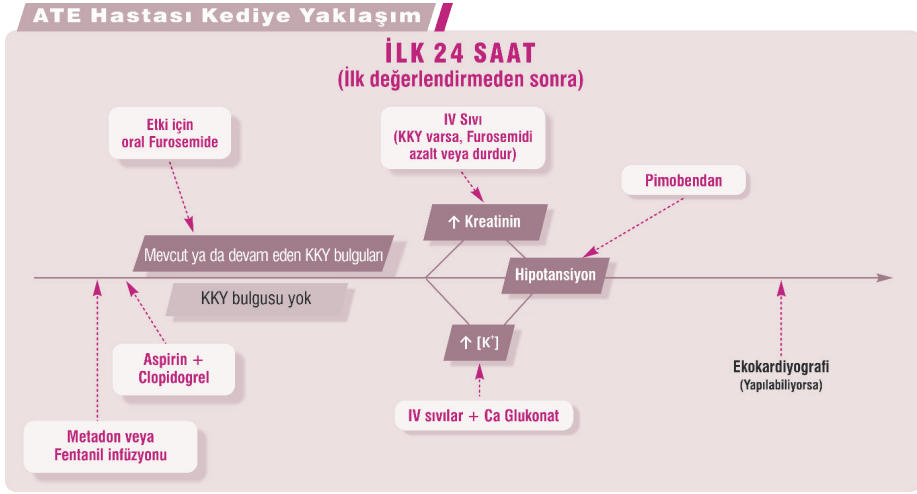 ATE Hastası Kediye Yaklaşım
İLK 24 SAAT
(İlk değerlendirmeden sonra)
Etki için
oral Furosemide
IV Sıvı
(KKY varsa, Furosemidi
azalt veya durdur)
Pimobendan
↑ Kreatinin
Mevcut ya da devam eden KKY bulguları
Hipotansiyon
KKY bulgusu yok
↑ [K⁺]
Aspirin +
Clopidogrel
Ekokardiyografi
(Yapılabiliyorsa)
IV sıvılar + Ca Glukonat
Metadon veya
Fentanil infüzyonu